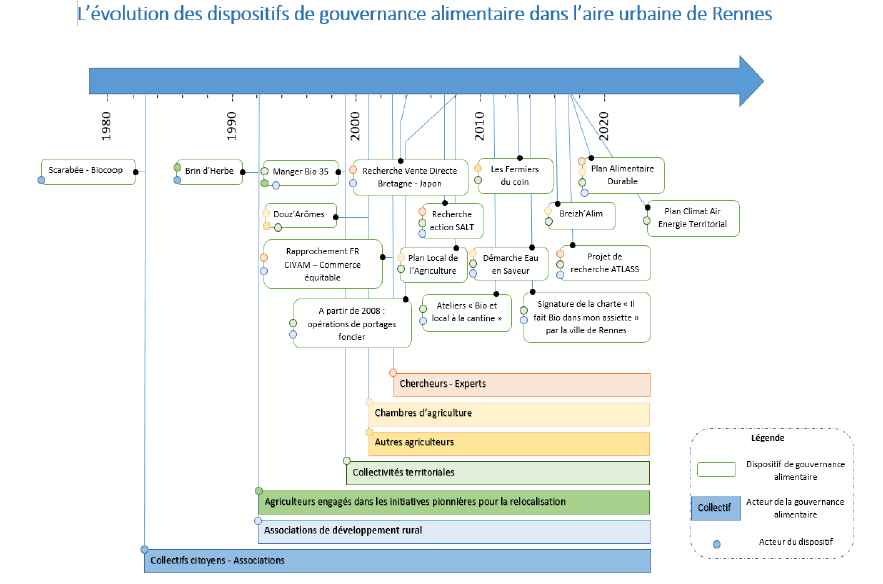 L'évolution des dispositifs de gouvernance alimentaire dans l'aire urbaine de Rennes
1980
1990
2000
2010
2020
Scarabée - Biocoop
Brin d'Herbe
Manger Bio 35
Recherche Vente Directe
Bretagne - Japon
Les Fermiers
du coin
Plan Alimentaire
Durable
Douz'Arômes
Recherche
action SALT
Breizh'Alim
Plan Climat Air
Energie Territorial
Rapprochement FR
CIVAM – Commerce
équitable
Plan Local de
l'Agriculture
Démarche Eau
en Saveur
Projet de
recherche ATLASS
A partir de 2008 :
opérations de portages
foncier
Ateliers « Bio et
local à la cantine »
Signature de la charte « Il
fait Bio dans mon assiette »
par la ville de Rennes
Chercheurs - Experts
Chambres d'agriculture
Autres agriculteurs
Collectivités territoriales
Agriculteurs engagés dans les initiatives pionnières pour la relocalisation
Associations de développement rural
Collectifs citoyens - Associations
Légende
Dispositif de gouvernance
alimentaire
Collectif
Acteur de la gouvernance
alimentaire
Acteur du dispositif